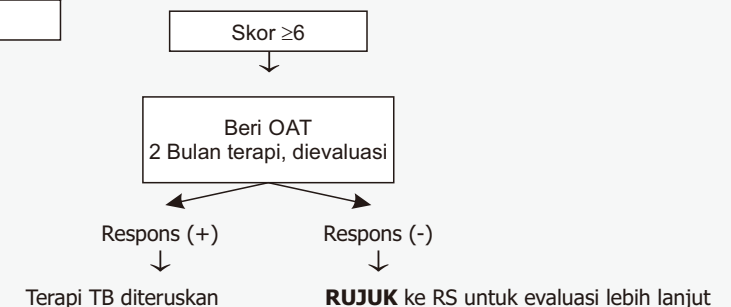 Skor ≥6
Beri OAT
2 Bulan terapi, dievaluasi
Respons (+)
Respons (-)
Terapi TB diteruskan
RUJUK ke RS untuk evaluasi lebih lanjut